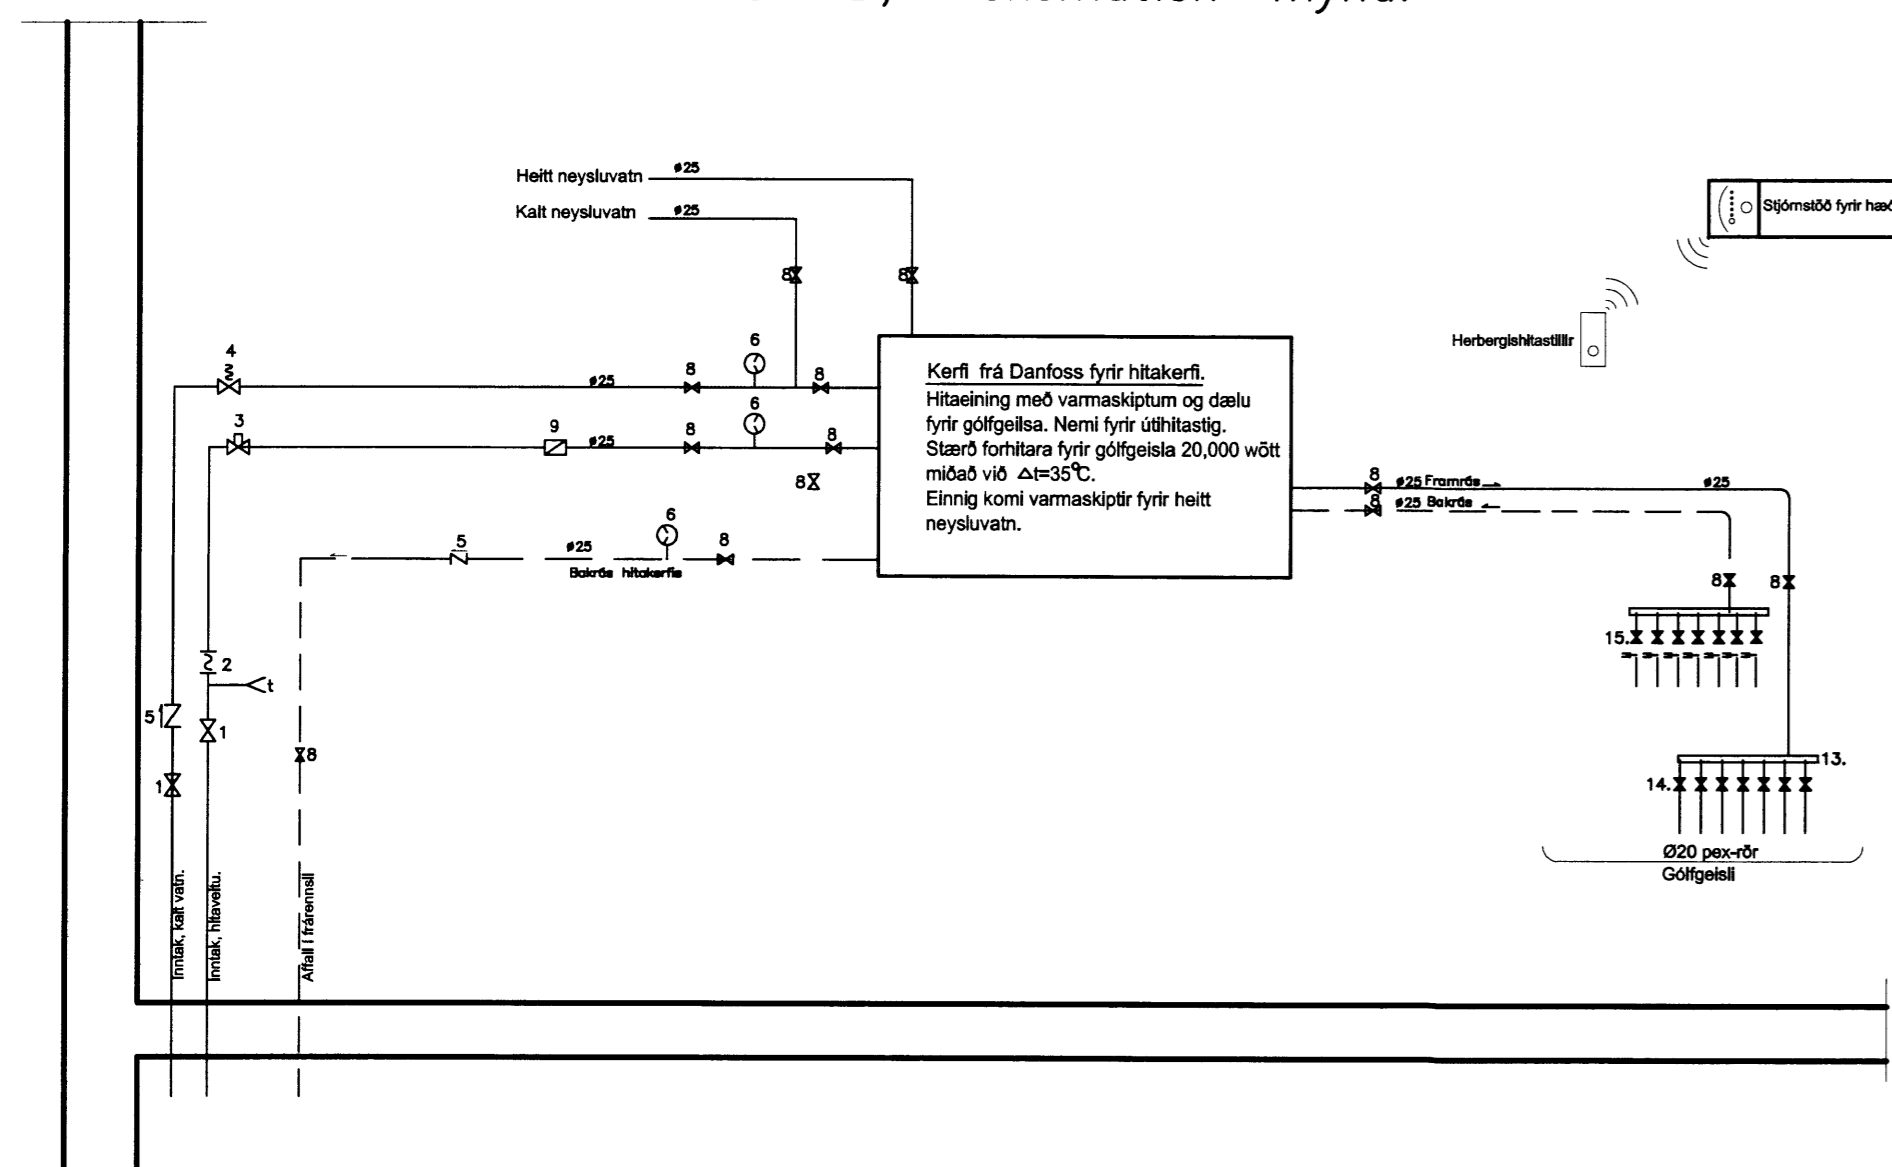 mynd.
Heitt neysluvatn
ø25
Kalt neysluvatn
ø25
8
8
Stjórnstöð fyrir hæð
Herbergishitastillir
4
ø25
8
6
8
3
9
ø25
8
6
8
8
Kerfi frá Danfoss fyrir hitakerfi.
Hitaeining með varmaskiptum og dælu
fyrir gólfgeilsa. Nemi fyrir útihitastig.
Stærð forhitara fyrir gólfgeisla 20,000 wött
miðað við Δt=35°C.
Einnig komi varmaskiptir fyrir heitt
neysluvatn.
8
ø25 Framrás
ø25
8
ø25 Bakrás
5
ø25
6
8
Bakrás hitakerfis
8
8
15.
2
t
5
1
8
1
13.
14.
Ø20 pex-rör
Gólfgeisli
Inntak, kalt vatn.
Inntak, hitaveitu.
Affall í frárennsli